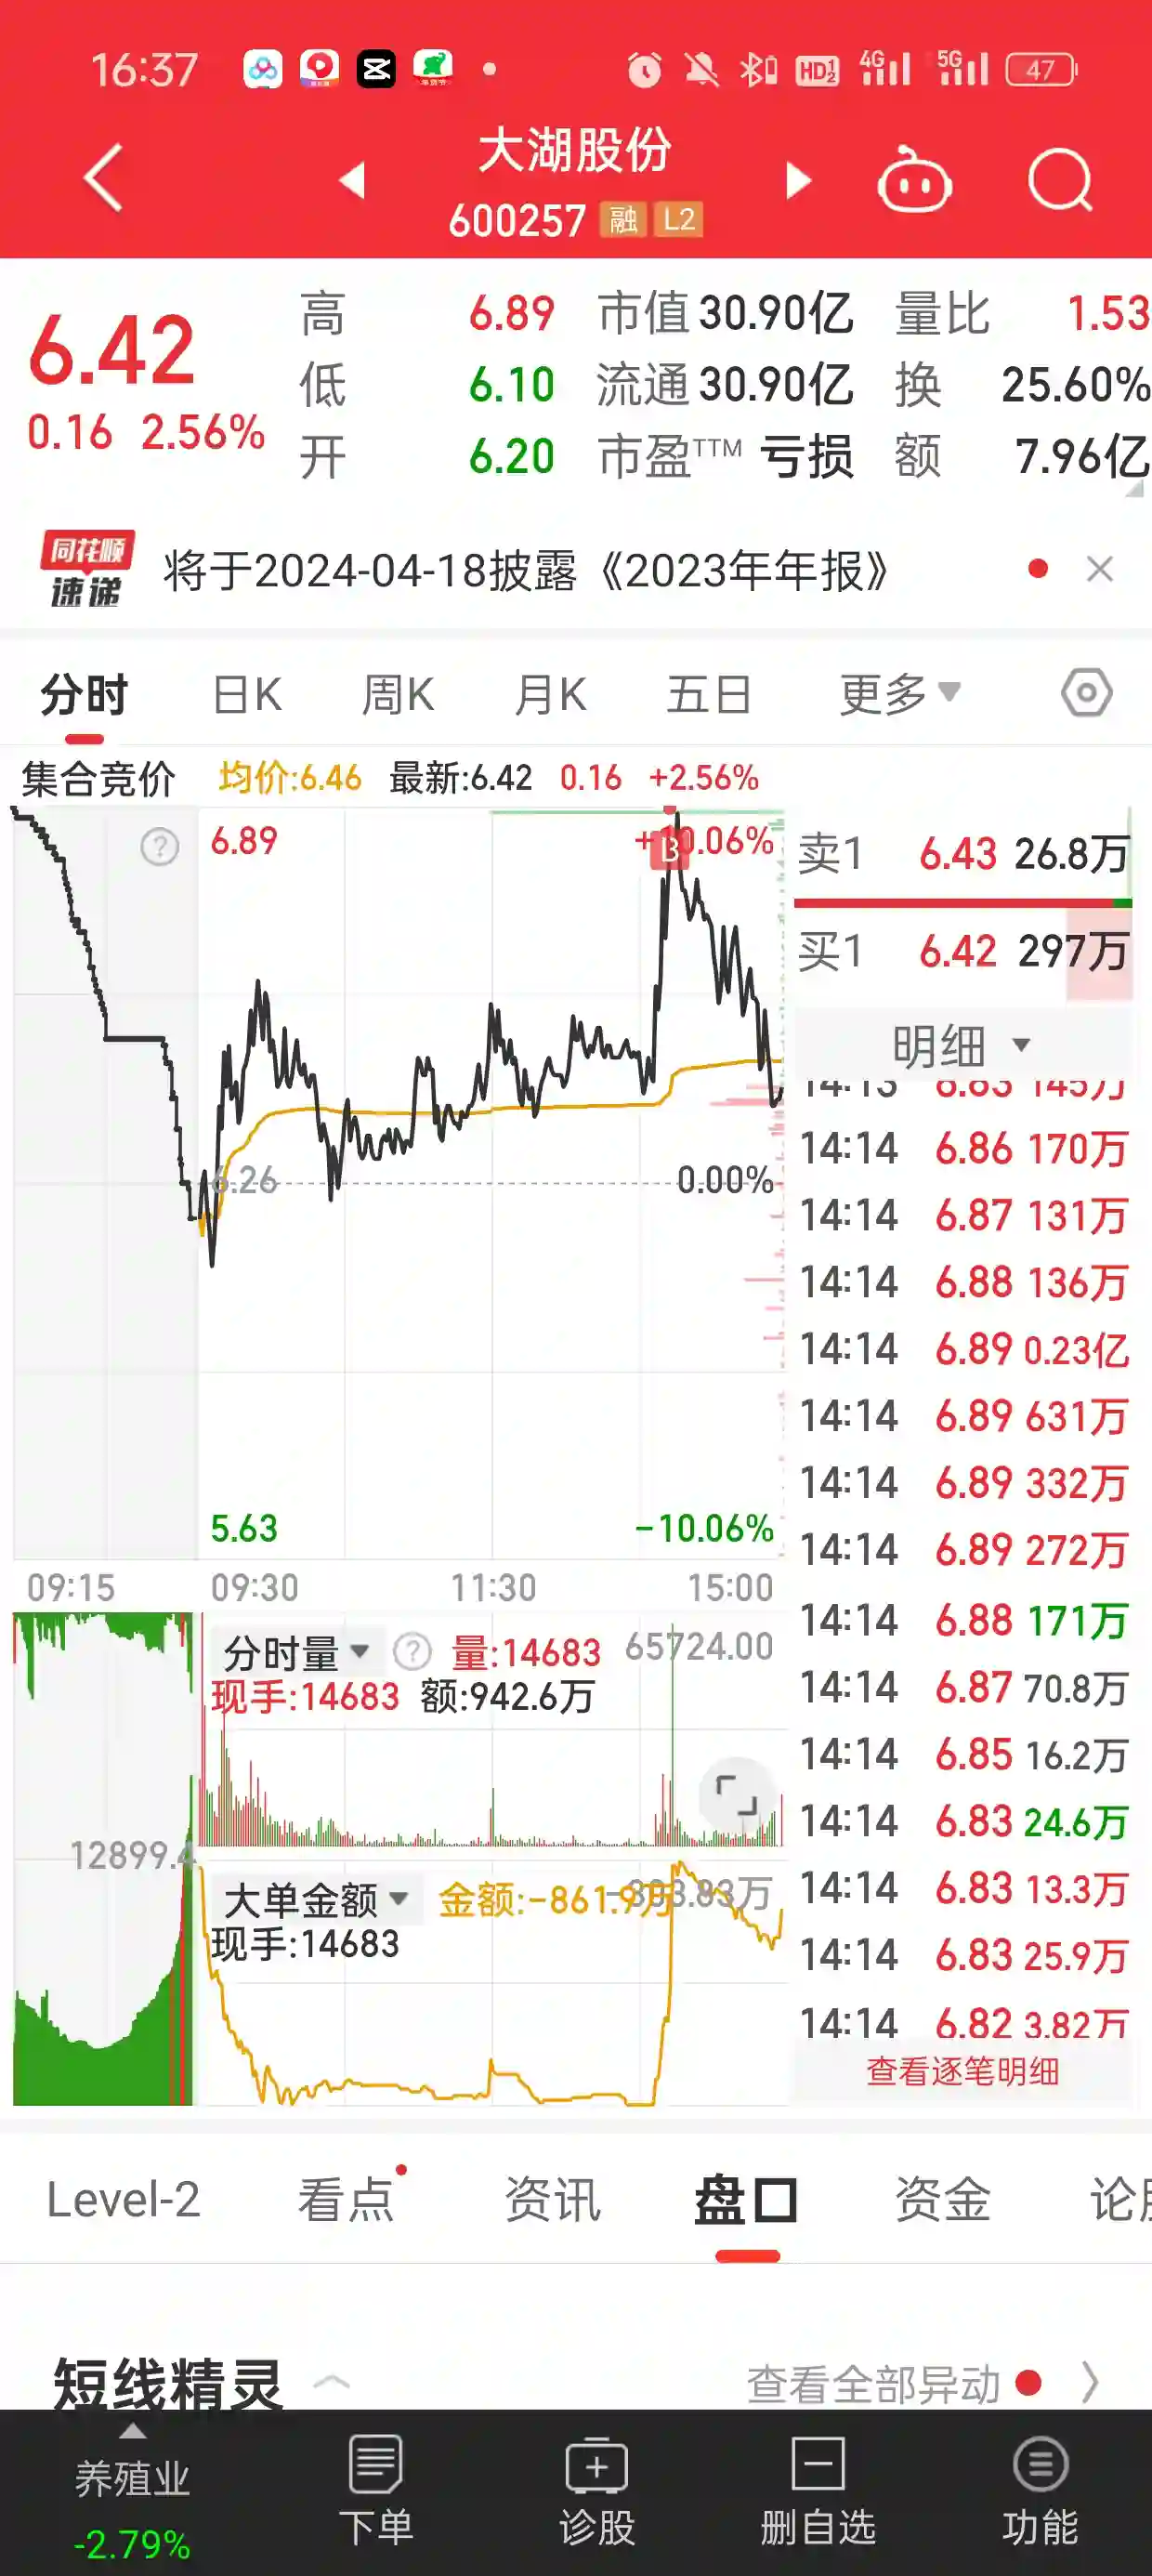 16:37 HD 1 2 4G 5G 47
大湖股份
600257 融 L2
6.42
0.16 2.56%
高 6.89 市值 30.90亿 量比 1.53
低 6.10 流通 30.90亿 换 25.60%
开 6.20 市盈TTM 亏损 额 7.96亿
同花顺
速递
将于2024-04-18披露《2023年年报》
分时 日K 周K 月K 五日 更多
集合竞价 均价:6.46 最新:6.42 0.16 +2.56%
? 6.89 B
6.26 0.00%
5.63 -10.06%
09:15 09:30 11:30 15:00
卖1 6.43 26.8万
买1 6.42 297万
明细
14:13 6.83 145万
14:14 6.86 170万
14:14 6.87 131万
14:14 6.88 136万
14:14 6.89 0.23亿
14:14 6.89 631万
14:14 6.89 332万
14:14 6.89 272万
14:14 6.88 171万
14:14 6.87 70.8万
14:14 6.85 16.2万
14:14 6.83 24.6万
14:14 6.83 13.3万
14:14 6.83 25.9万
14:14 6.82 3.82万
查看逐笔明细
分时量 ? 量:14683 65724.00
现手:14683 额:942.6万
12899.4
大单金额 金额:-861.9万
现手:14683
Level-2 看点 资讯 盘口 资金 论
短线精灵 查看全部异动
养殖业 下单 诊股 删自选 功能
-2.79%